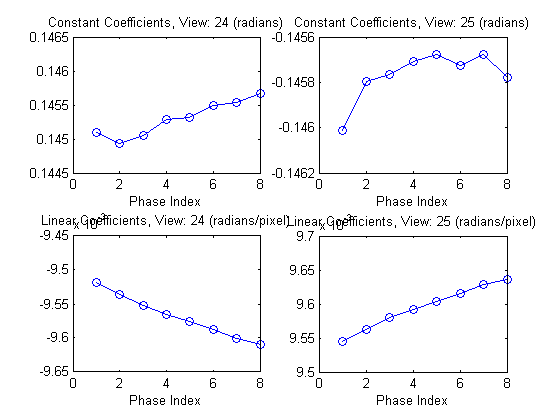 Constant Coefficients, View: 24 (radians)
0.1465
0.146
0.1455
0.145
0.1445
0 2 4 6 8
Phase Index
Constant Coefficients, View: 25 (radians)
-0.1456
-0.1458
-0.146
-0.1462
0 2 4 6 8
Phase Index
Linear Coefficients, View: 24 (radians/pixel)
-9.45
-9.5
-9.55
-9.6
-9.65
0 2 4 6 8
Phase Index
Linear Coefficients, View: 25 (radians/pixel)
9.7
9.65
9.6
9.55
9.5
0 2 4 6 8
Phase Index